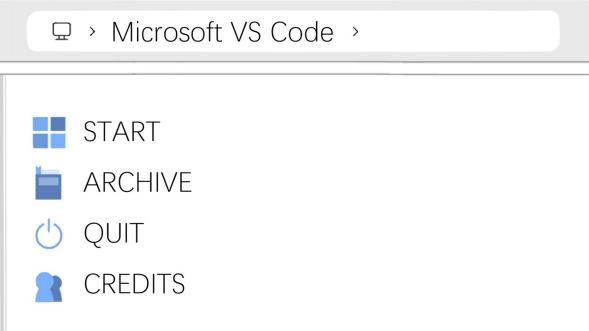 Microsoft VS Code
START
ARCHIVE
QUIT
CREDITS